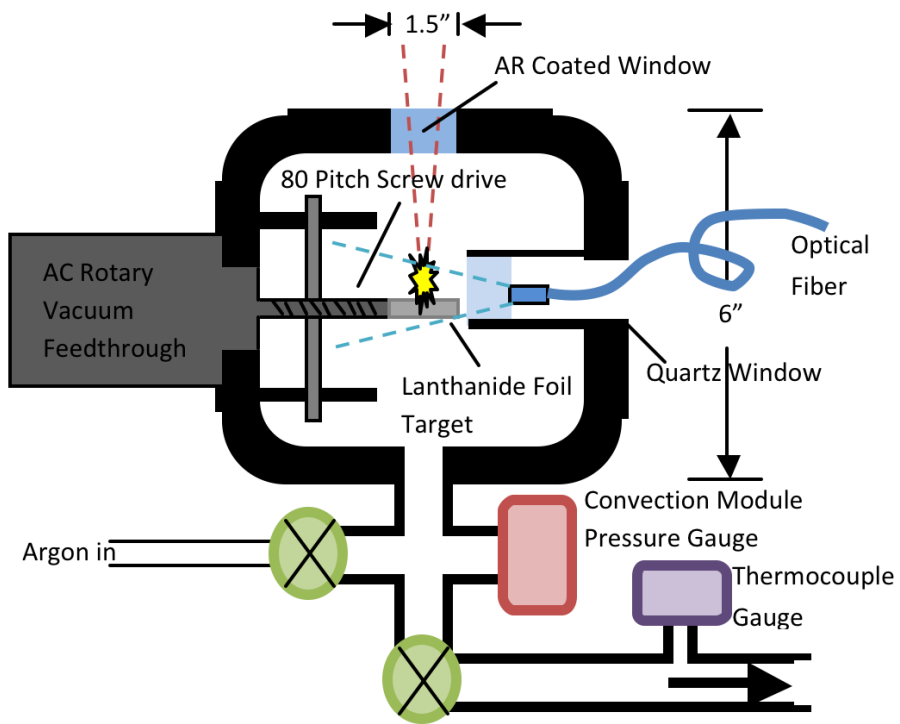 1.5”
AR Coated Window
80 Pitch Screw drive
AC Rotary
Vacuum
Feedthrough
Optical
Fiber
6”
Quartz Window
Lanthanide Foil
Target
Convection Module
Pressure Gauge
Argon in
Thermocouple
Gauge